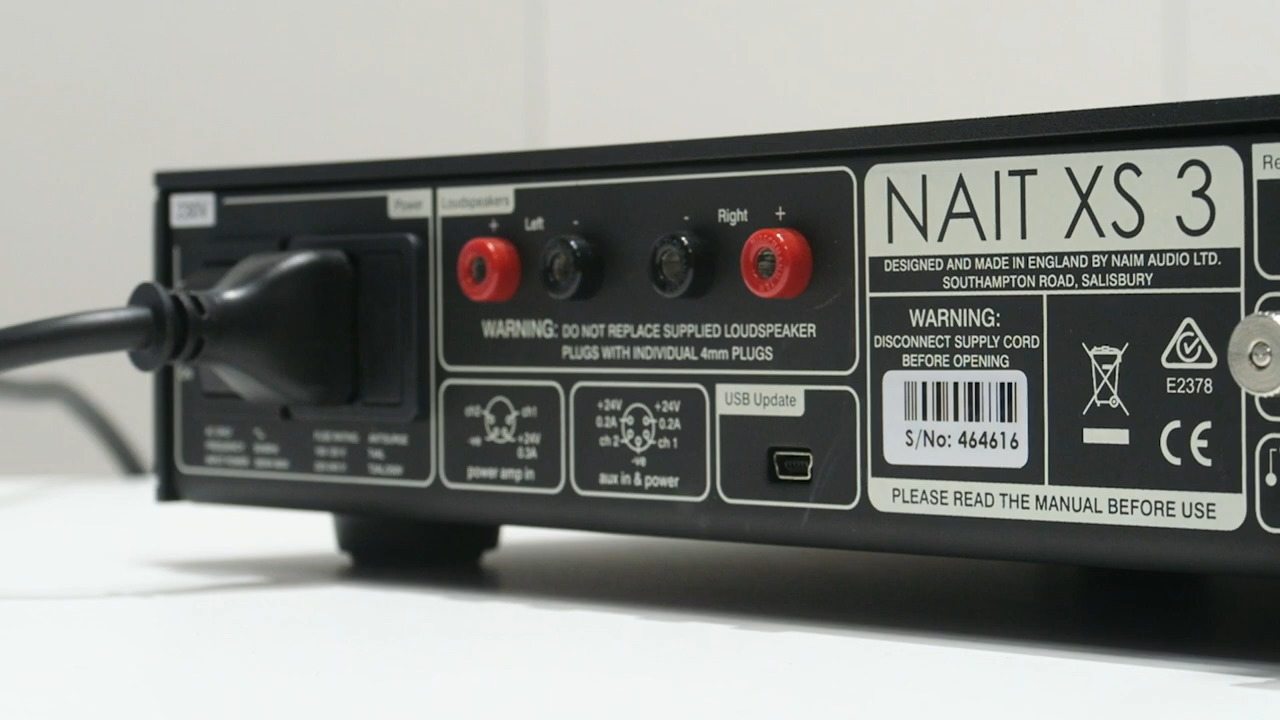 230V
Power
Loudspeakers
+ Left -
- Right +
WARNING: DO NOT REPLACE SUPPLIED LOUDSPEAKER
PLUGS WITH INDIVIDUAL 4mm PLUGS
ch2 ch1
-ve +24V
0.3A
power amp in
+24V +24V
0.2A 0.2A
ch 2 ch 1
-ve
aux in & power
USB Update
NAIT XS 3
DESIGNED AND MADE IN ENGLAND BY NAIM AUDIO LTD.
SOUTHAMPTON ROAD, SALISBURY
WARNING:
DISCONNECT SUPPLY CORD
BEFORE OPENING
S/No: 464616
E2378
CE
PLEASE READ THE MANUAL BEFORE USE
Re